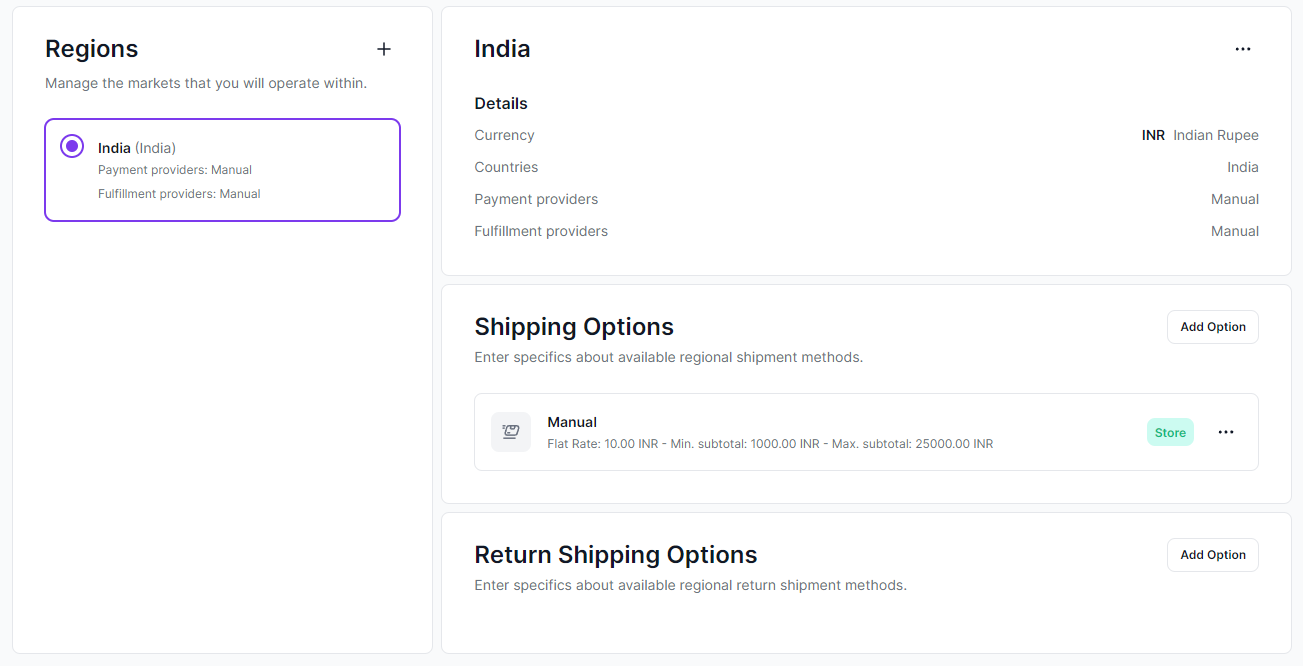 Regions
Manage the markets that you will operate within.
India (India)
Payment providers: Manual
Fulfillment providers: Manual
India
Details
Currency INR Indian Rupee
Countries India
Payment providers Manual
Fulfillment providers Manual
Shipping Options
Add Option
Enter specifics about available regional shipment methods.
Manual
Flat Rate: 10.00 INR - Min. subtotal: 1000.00 INR - Max. subtotal: 25000.00 INR
Store
Return Shipping Options
Add Option
Enter specifics about available regional return shipment methods.